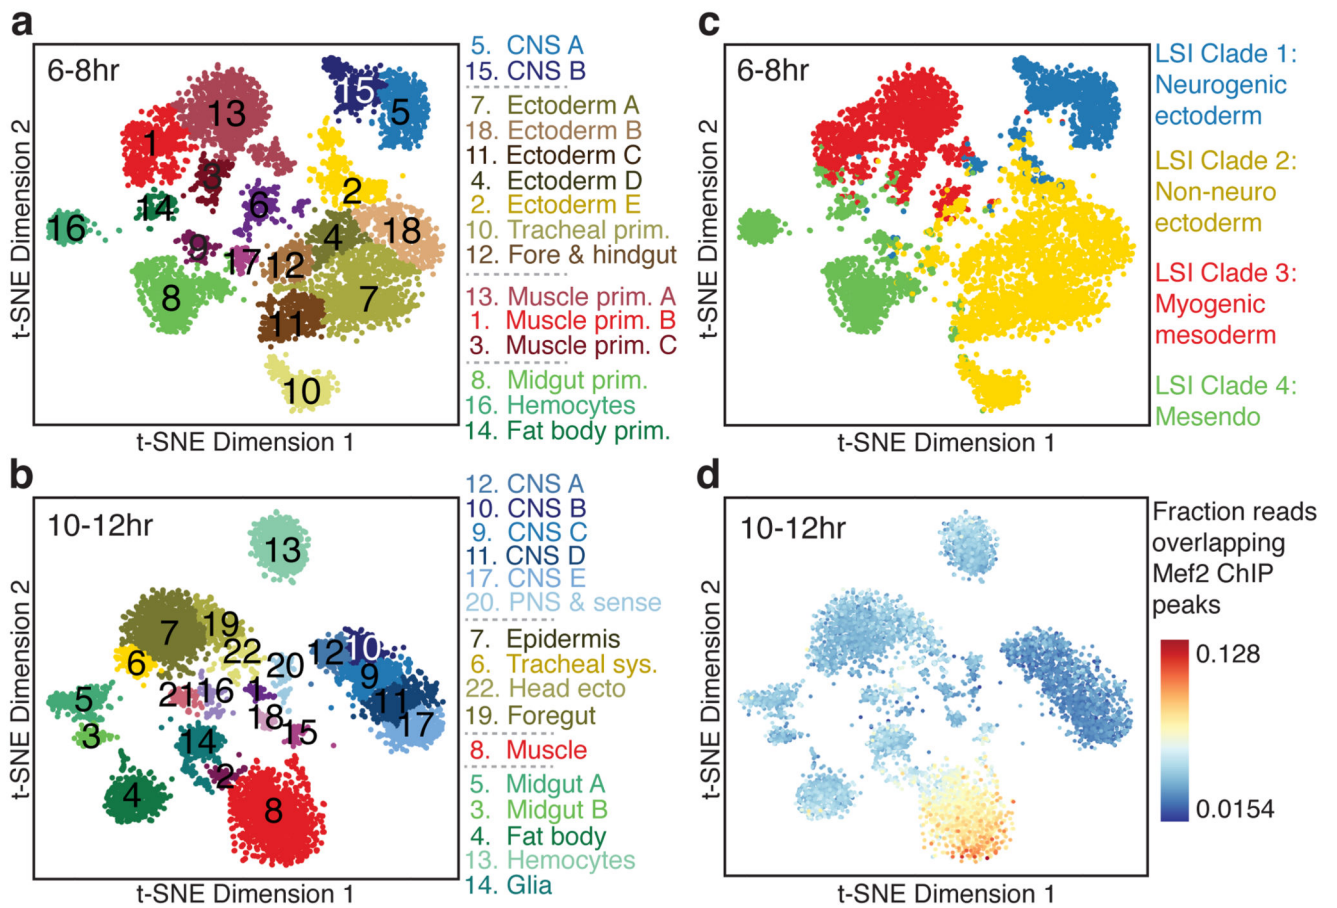 a
6-8hr
15
5
13
1
3
14
6
2
16
9
17
4
18
12
8
7
11
10
t-SNE Dimension 2
t-SNE Dimension 1
5. CNS A
15. CNS B
7. Ectoderm A
18. Ectoderm B
11. Ectoderm C
4. Ectoderm D
2. Ectoderm E
10. Tracheal prim.
12. Fore & hindgut
13. Muscle prim. A
1. Muscle prim. B
3. Muscle prim. C
8. Midgut prim.
16. Hemocytes
14. Fat body prim.
c
6-8hr
t-SNE Dimension 2
t-SNE Dimension 1
LSI Clade 1:
Neurogenic
ectoderm
LSI Clade 2:
Non-neuro
ectoderm
LSI Clade 3:
Myogenic
mesoderm
LSI Clade 4:
Mesendo
b
10-12hr
13
7
19
6
22
20
12
10
9
5
21
16
1
11
3
18
17
14
15
2
4
8
t-SNE Dimension 2
t-SNE Dimension 1
12. CNS A
10. CNS B
9. CNS C
11. CNS D
17. CNS E
20. PNS & sense
7. Epidermis
6. Tracheal sys.
22. Head ecto
19. Foregut
8. Muscle
5. Midgut A
3. Midgut B
4. Fat body
13. Hemocytes
14. Glia
d
10-12hr
t-SNE Dimension 2
t-SNE Dimension 1
Fraction reads
overlapping
Mef2 ChIP
peaks
0.128
0.0154